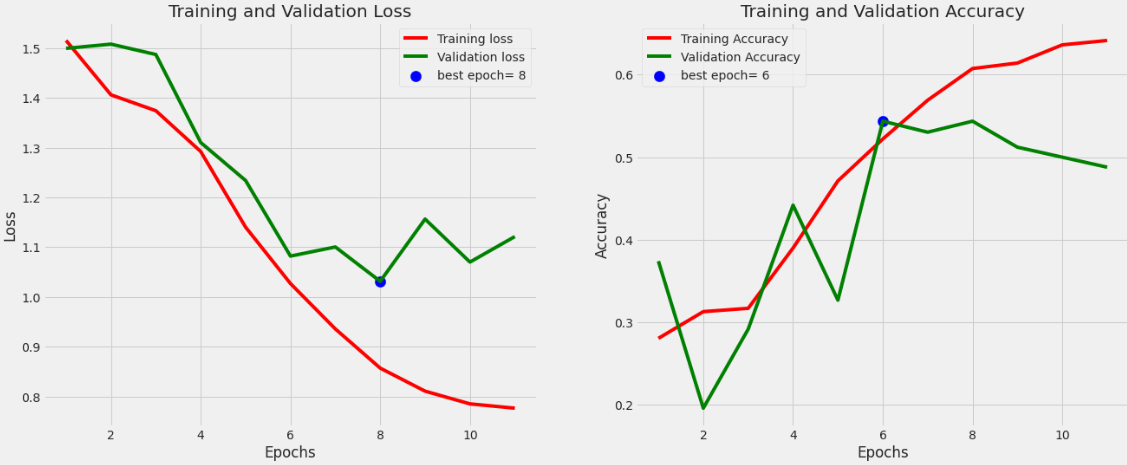 Training and Validation Loss
Training loss
Validation loss
best epoch= 8
1.5
1.4
1.3
1.2
1.1
1.0
0.9
0.8
Loss
2 4 6 8 10
Epochs
Training and Validation Accuracy
Training Accuracy
Validation Accuracy
best epoch= 6
0.6
0.5
0.4
0.3
0.2
Accuracy
2 4 6 8 10
Epochs